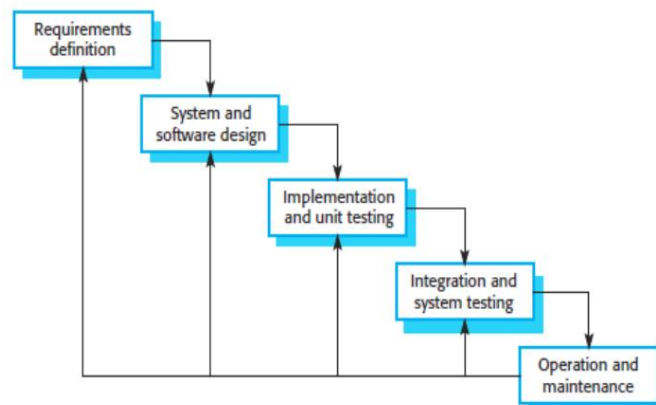 Requirements
definition
System and
software design
Implementation
and unit testing
Integration and
system testing
Operation and
maintenance